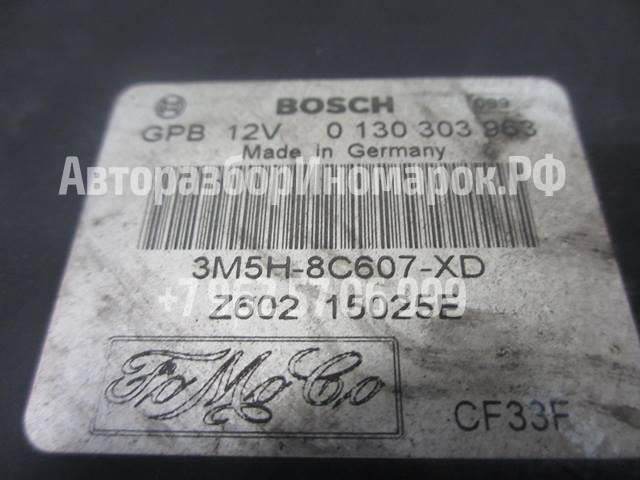 BOSCH 099
GPB 12V 0 130 303 963
Made in Germany
АвторазборИномарок.РФ
3M5H-8C607-XD
Z602 15025E
FoMoCo
CF33F